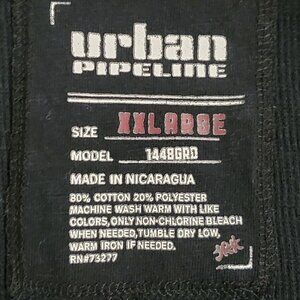 urban
PIPELINE
SIZE XXLARGE
MODEL 1448GRD
MADE IN NICARAGUA
80% COTTON 20% POLYESTER
MACHINE WASH WARM WITH LIKE
COLORS, ONLY NON-CHLORINE BLEACH
WHEN NEEDED, TUMBLE DRY LOW,
WARM IRON IF NEEDED.
RN#73277